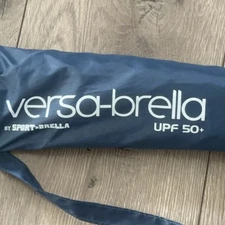 versa-brella
BY SPORT-BRELLA
UPF 50+